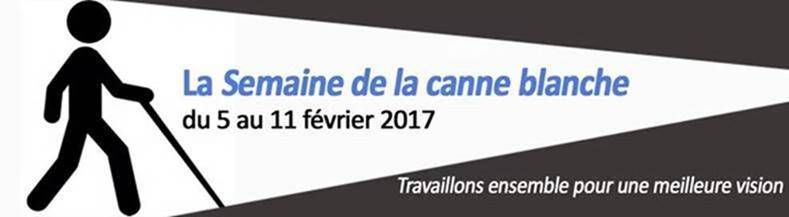 La Semaine de la canne blanche
du 5 au 11 février 2017
Travaillons ensemble pour une meilleure vision